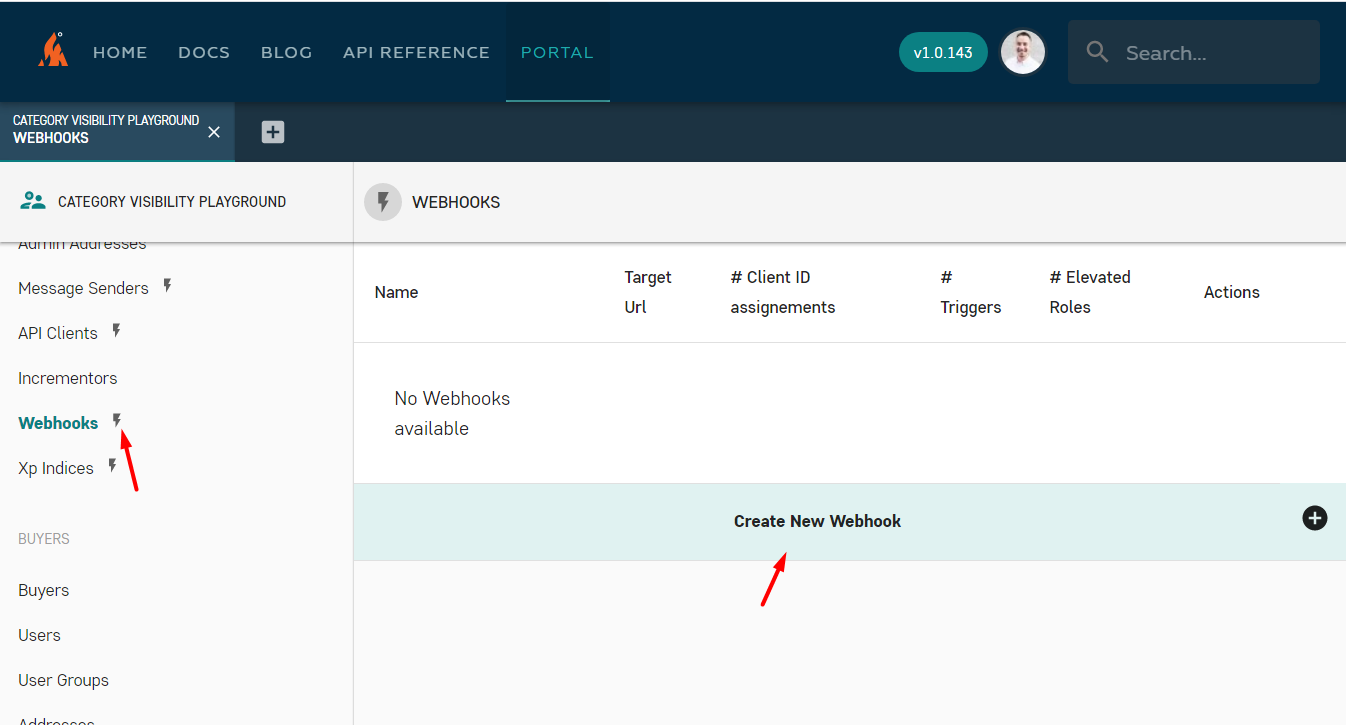 HOME DOCS BLOG API REFERENCE PORTAL v1.0.143 Search...
CATEGORY VISIBILITY PLAYGROUND
WEBHOOKS
CATEGORY VISIBILITY PLAYGROUND
WEBHOOKS
Admin Addresses
Message Senders
API Clients
Incrementors
Webhooks
Xp Indices
BUYERS
Buyers
Users
User Groups
Addresses
Name
Target
Url
# Client ID
assignements
#
Triggers
# Elevated
Roles
Actions
No Webhooks
available
Create New Webhook